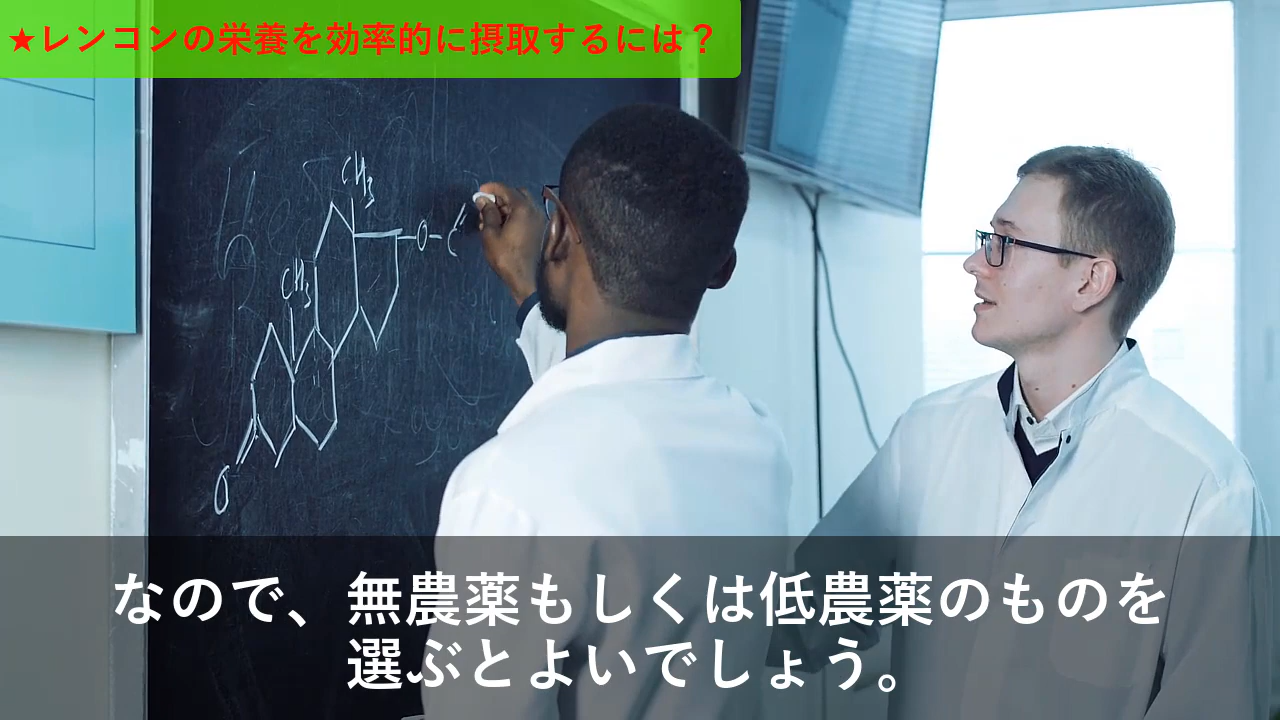 ★レンコンの栄養を効率的に摂取するには？
CH3
CH3
O
C
O
なので、無農薬もしくは低農薬のものを
選ぶとよいでしょう。